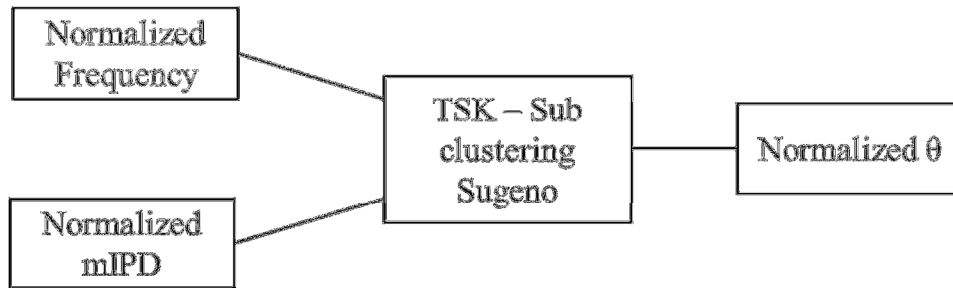 Normalized
Frequency
TSK – Sub
clustering
Sugeno
Normalized θ
Normalized
mIPD